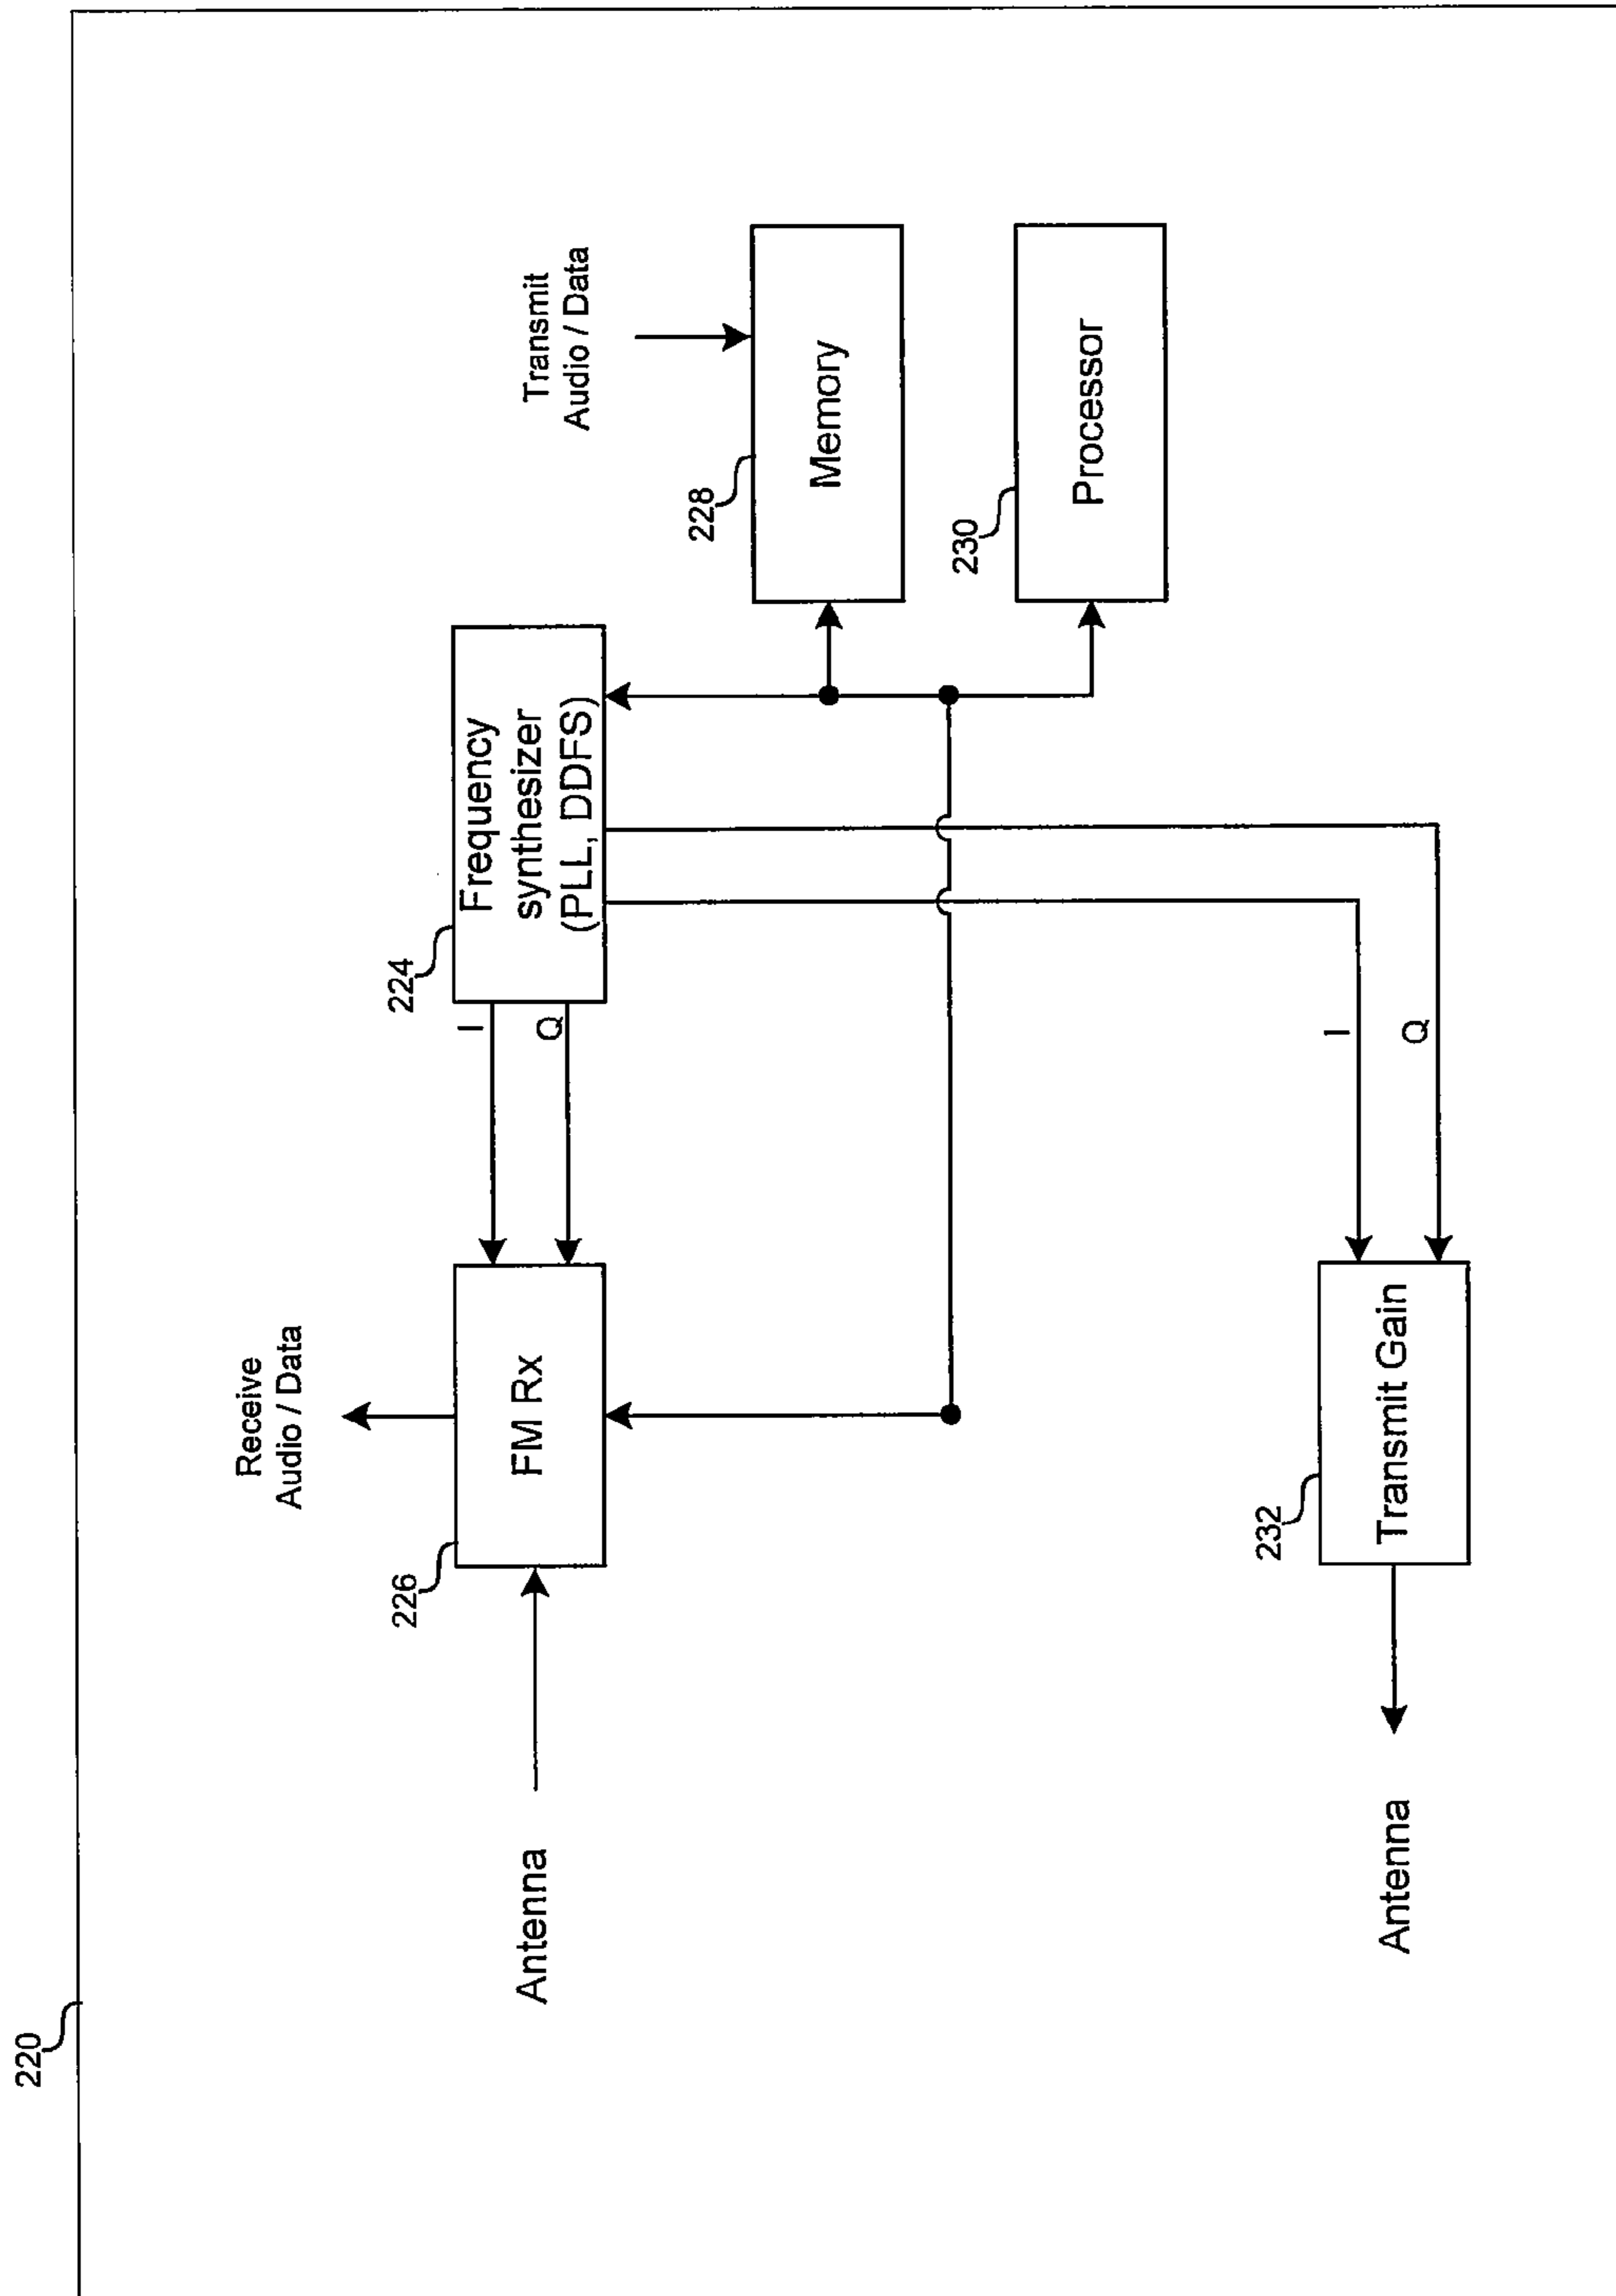 220
Receive
Audio / Data
Transmit
Audio / Data
226
224
FM Rx
I
Q
Frequency
synthesizer
(PLL, DDFS)
Antenna
228
Memory
230
Processor
232
Transmit Gain
I
Q
Antenna